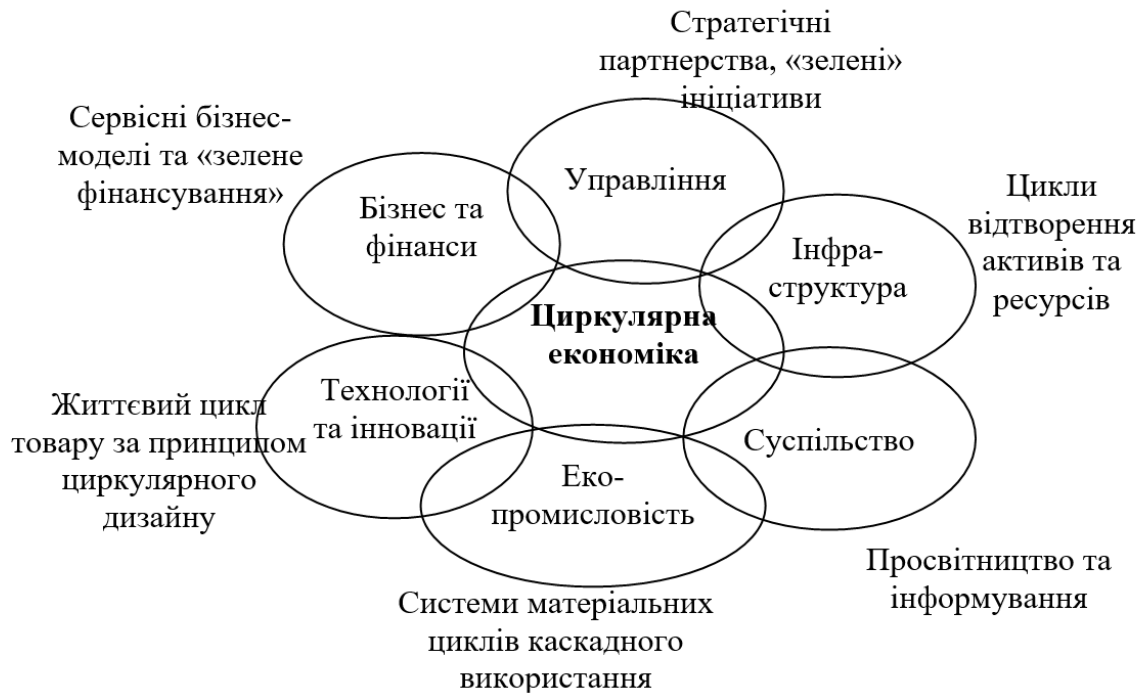 Стратегічні
партнерства, «зелені»
ініціативи
Сервісні бізнес-
моделі та «зелене
фінансування»
Управління
Цикли
відтворення
активів та
ресурсів
Бізнес та
фінанси
Інфра-
структура
Циркулярна
економіка
Технології
та інновації
Життєвий цикл
товару за принципом
циркулярного
дизайну
Суспільство
Еко-
промисловість
Просвітництво та
інформування
Системи матеріальних
циклів каскадного
використання